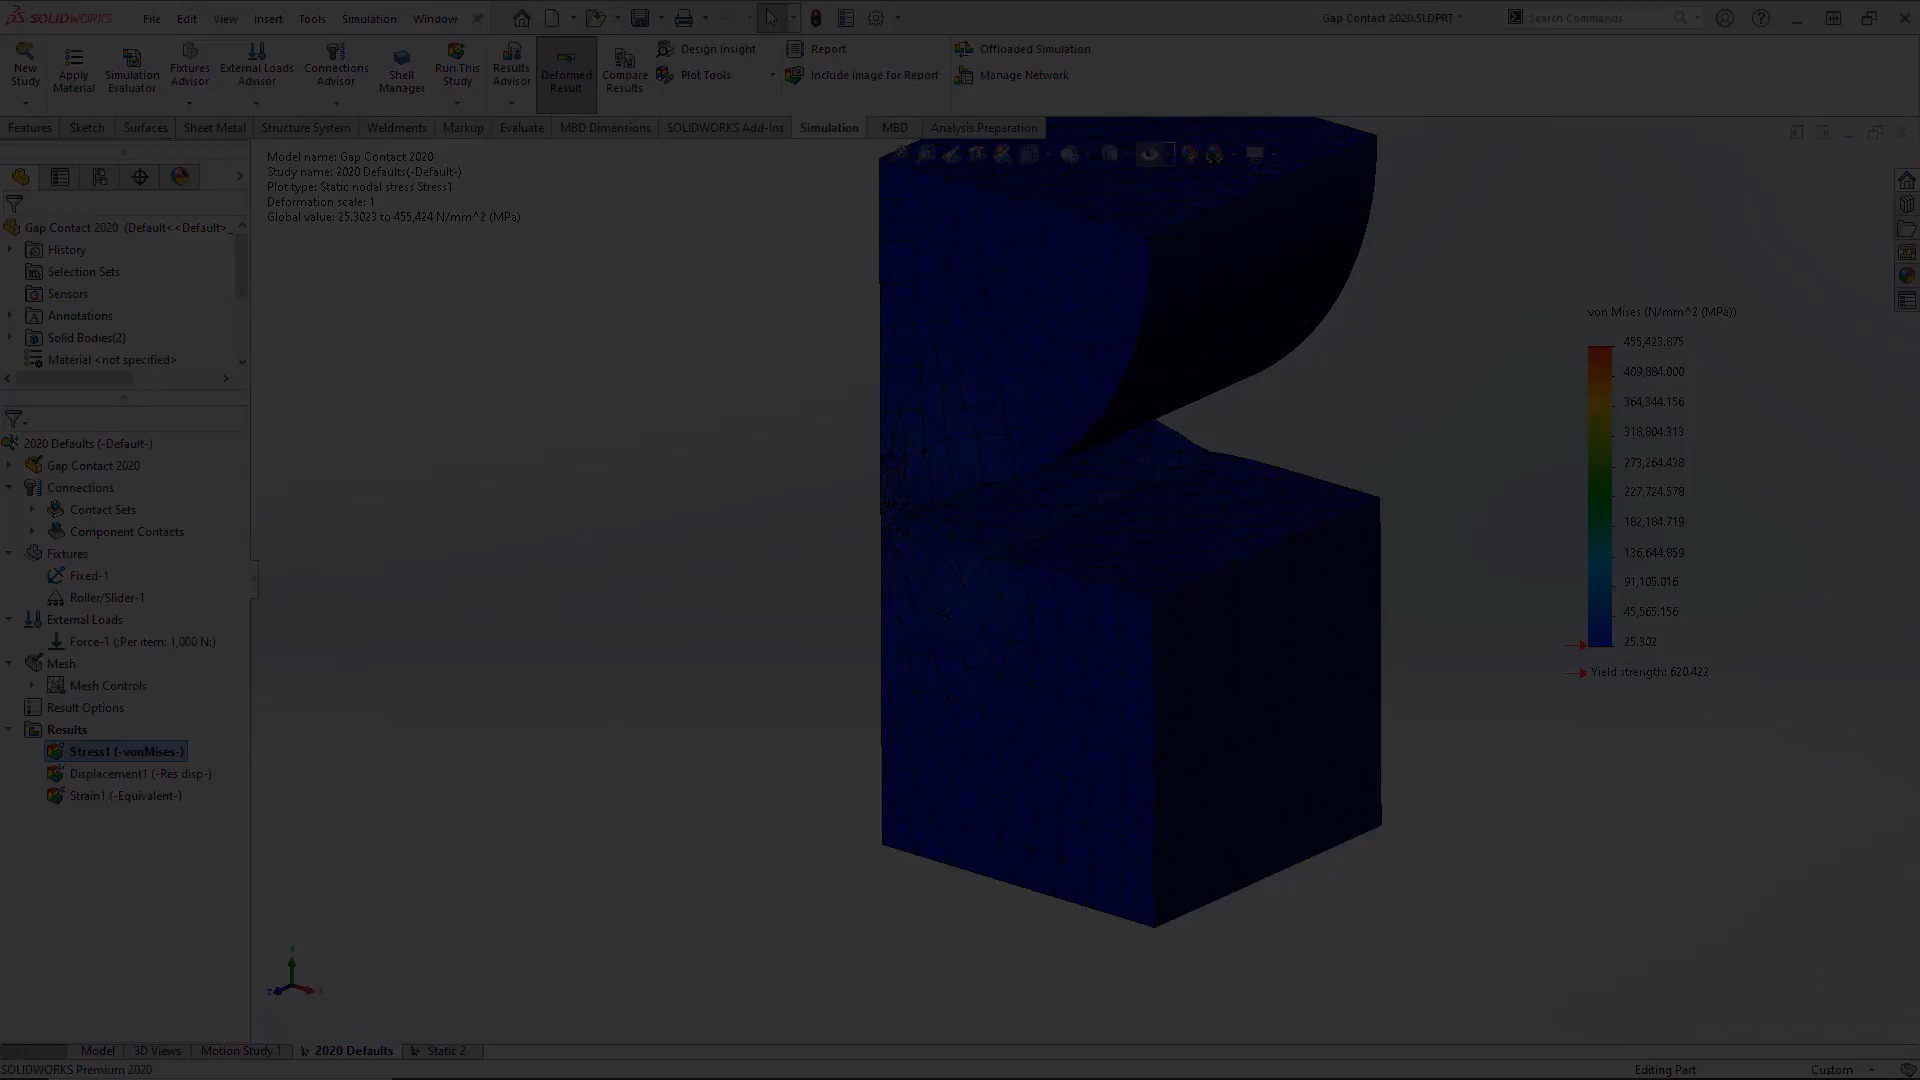 SOLIDWORKS File Edit View Insert Tools Simulation Window
Gap Contact 2020.SLDPRT *
Search Commands
New Study
Apply Material
Simulation Evaluator
Fixtures Advisor
External Loads Advisor
Connections Advisor
Shell Manager
Run This Study
Results Advisor
Deformed Result
Compare Results
Design Insight
Plot Tools
Report
Include Image for Report
Offloaded Simulation
Manage Network
Features Sketch Surfaces Sheet Metal Structure System Weldments Markup Evaluate MBD Dimensions SOLIDWORKS Add-Ins Simulation MBD Analysis Preparation
Model name: Gap Contact 2020
Study name: 2020 Defaults(-Default-)
Plot type: Static nodal stress Stress1
Deformation scale: 1
Global value: 25.3023 to 455,424 N/mm^2 (MPa)
Gap Contact 2020 (Default<<Default>_
History
Selection Sets
Sensors
Annotations
Solid Bodies(2)
Material <not specified>
2020 Defaults (-Default-)
Gap Contact 2020
Connections
Contact Sets
Component Contacts
Fixtures
Fixed-1
Roller/Slider-1
External Loads
Force-1 (:Per item: 1,000 N:)
Mesh
Mesh Controls
Result Options
Results
Stress1 (-vonMises-)
Displacement1 (-Res disp-)
Strain1 (-Equivalent-)
von Mises (N/mm^2 (MPa))
455,423.875
409,884.000
364,344.156
318,804.313
273,264.438
227,724.578
182,184.719
136,644.859
91,105.016
45,565.156
25.302
Yield strength: 620.422
Model 3D Views Motion Study 1 2020 Defaults Static 2
SOLIDWORKS Premium 2020
Editing Part
Custom